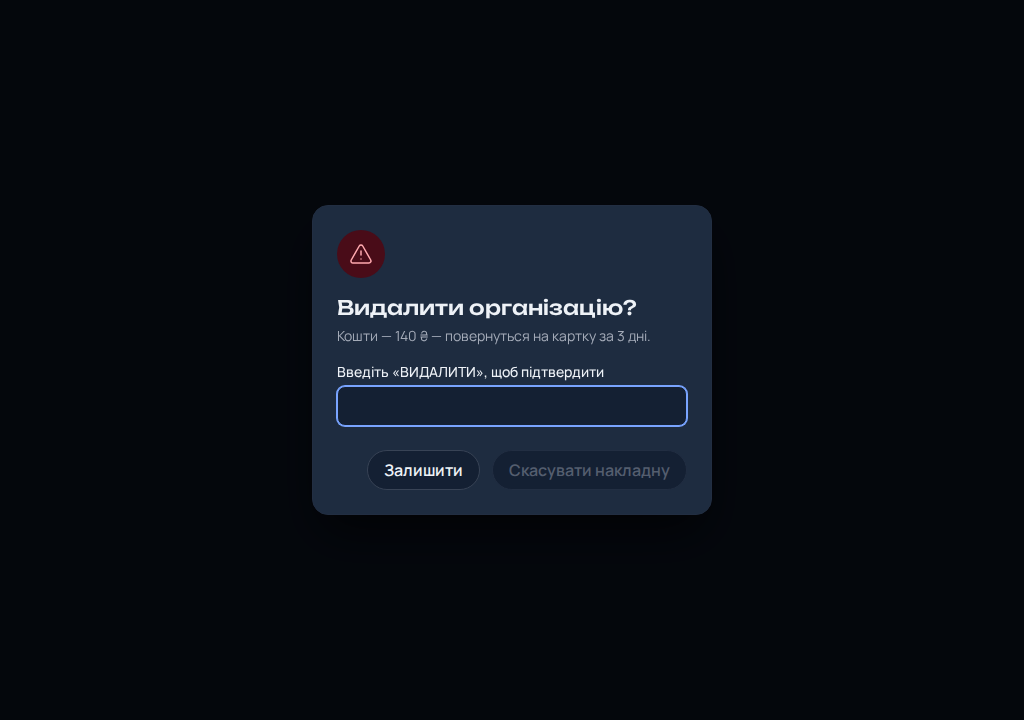 Видалити організацію?
Кошти — 140 ₴ — повернуться на картку за 3 дні.
Введіть «ВИДАЛИТИ», щоб підтвердити
Залишити
Скасувати накладну